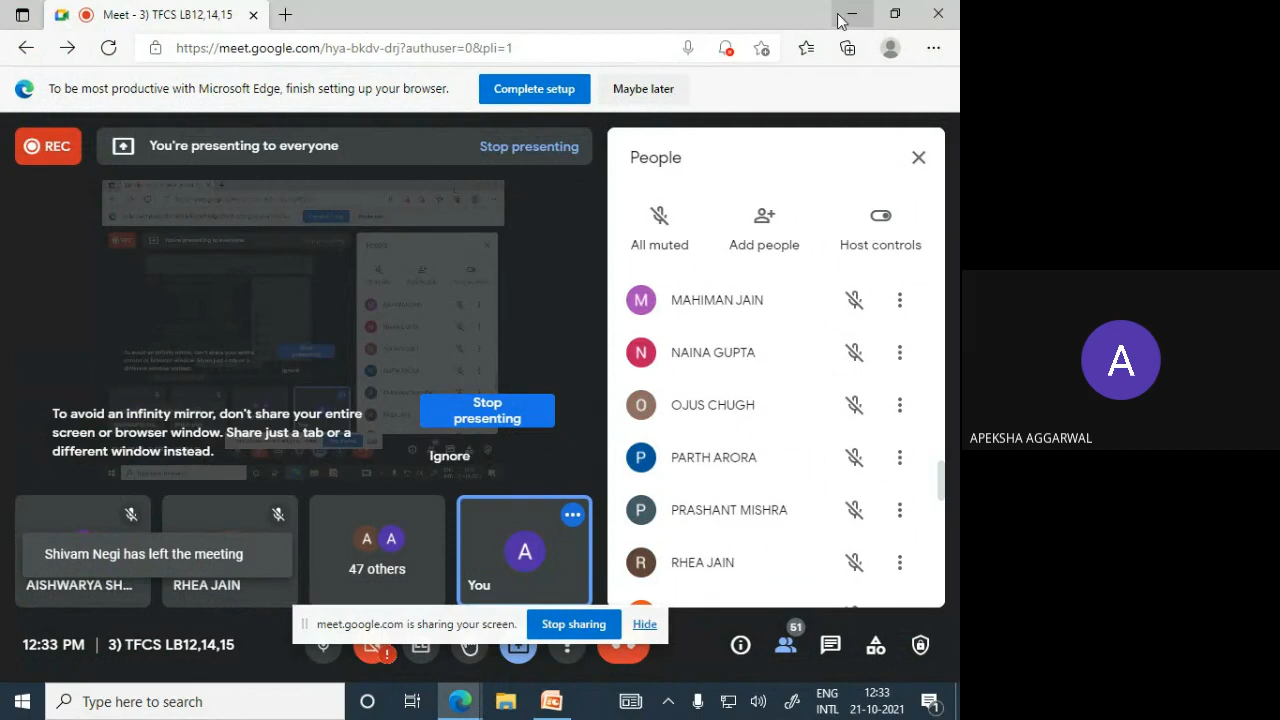 Meet - 3) TFCS LB12,14,15
https://meet.google.com/hya-bkdv-drj?authuser=0&pli=1
To be most productive with Microsoft Edge, finish setting up your browser.
Complete setup
Maybe later
REC
You're presenting to everyone
Stop presenting
People
All muted
Add people
Host controls
M
MAHIMAN JAIN
N
NAINA GUPTA
O
OJUS CHUGH
P
PARTH ARORA
P
PRASHANT MISHRA
R
RHEA JAIN
To avoid an infinity mirror, don't share your entire
screen or browser window. Share just a tab or a
different window instead.
Stop
presenting
Ignore
Shivam Negi has left the meeting
AISHWARYA SH...
RHEA JAIN
A
A
47 others
A
You
meet.google.com is sharing your screen.
Stop sharing
Hide
12:33 PM
3) TFCS LB12,14,15
51
Type here to search
ENG
INTL
12:33
21-10-2021
1
A
APEKSHA AGGARWAL